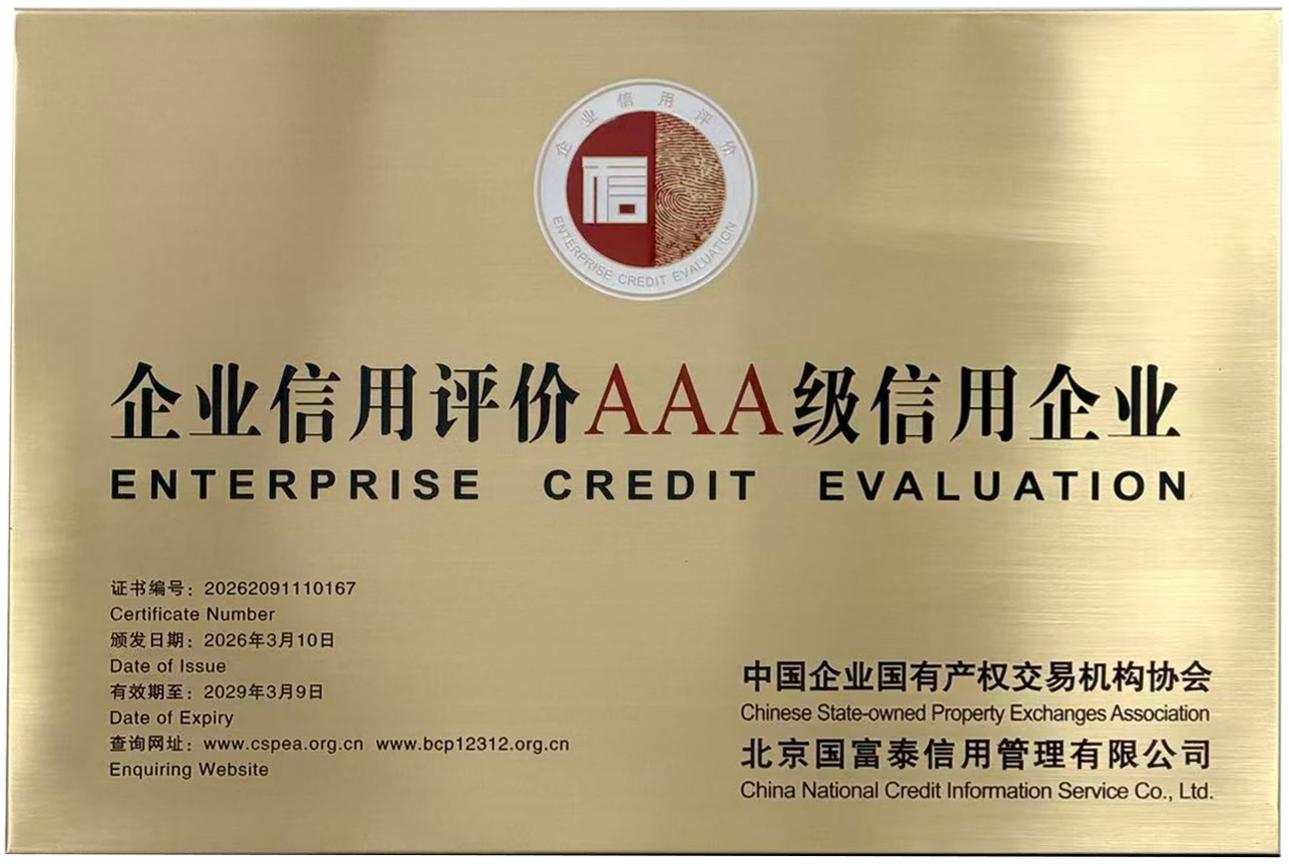 企业信用评价
信
ENTERPRISE CREDIT EVALUATION
企业信用评价AAA级信用企业
ENTERPRISE CREDIT EVALUATION
证书编号：20262091110167
Certificate Number
颁发日期：2026年3月10日
Date of Issue
有效期至：2029年3月9日
Date of Expiry
查询网址：www.cspea.org.cn www.bcp12312.org.cn
Enquiring Website
中国企业国有产权交易机构协会
Chinese State-owned Property Exchanges Association
北京国富泰信用管理有限公司
China National Credit Information Service Co., Ltd.